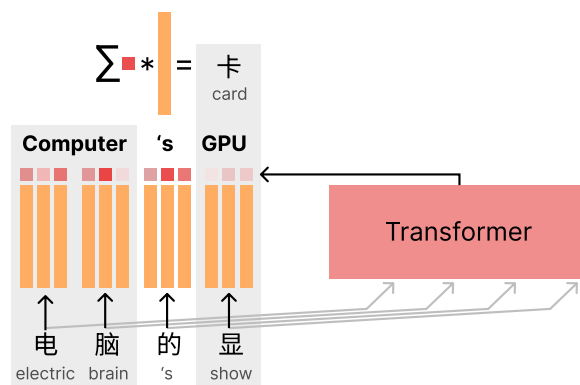 ∑ * = 卡
card
Computer ‘s GPU
Transformer
电 脑 的 显
electric brain ‘s show